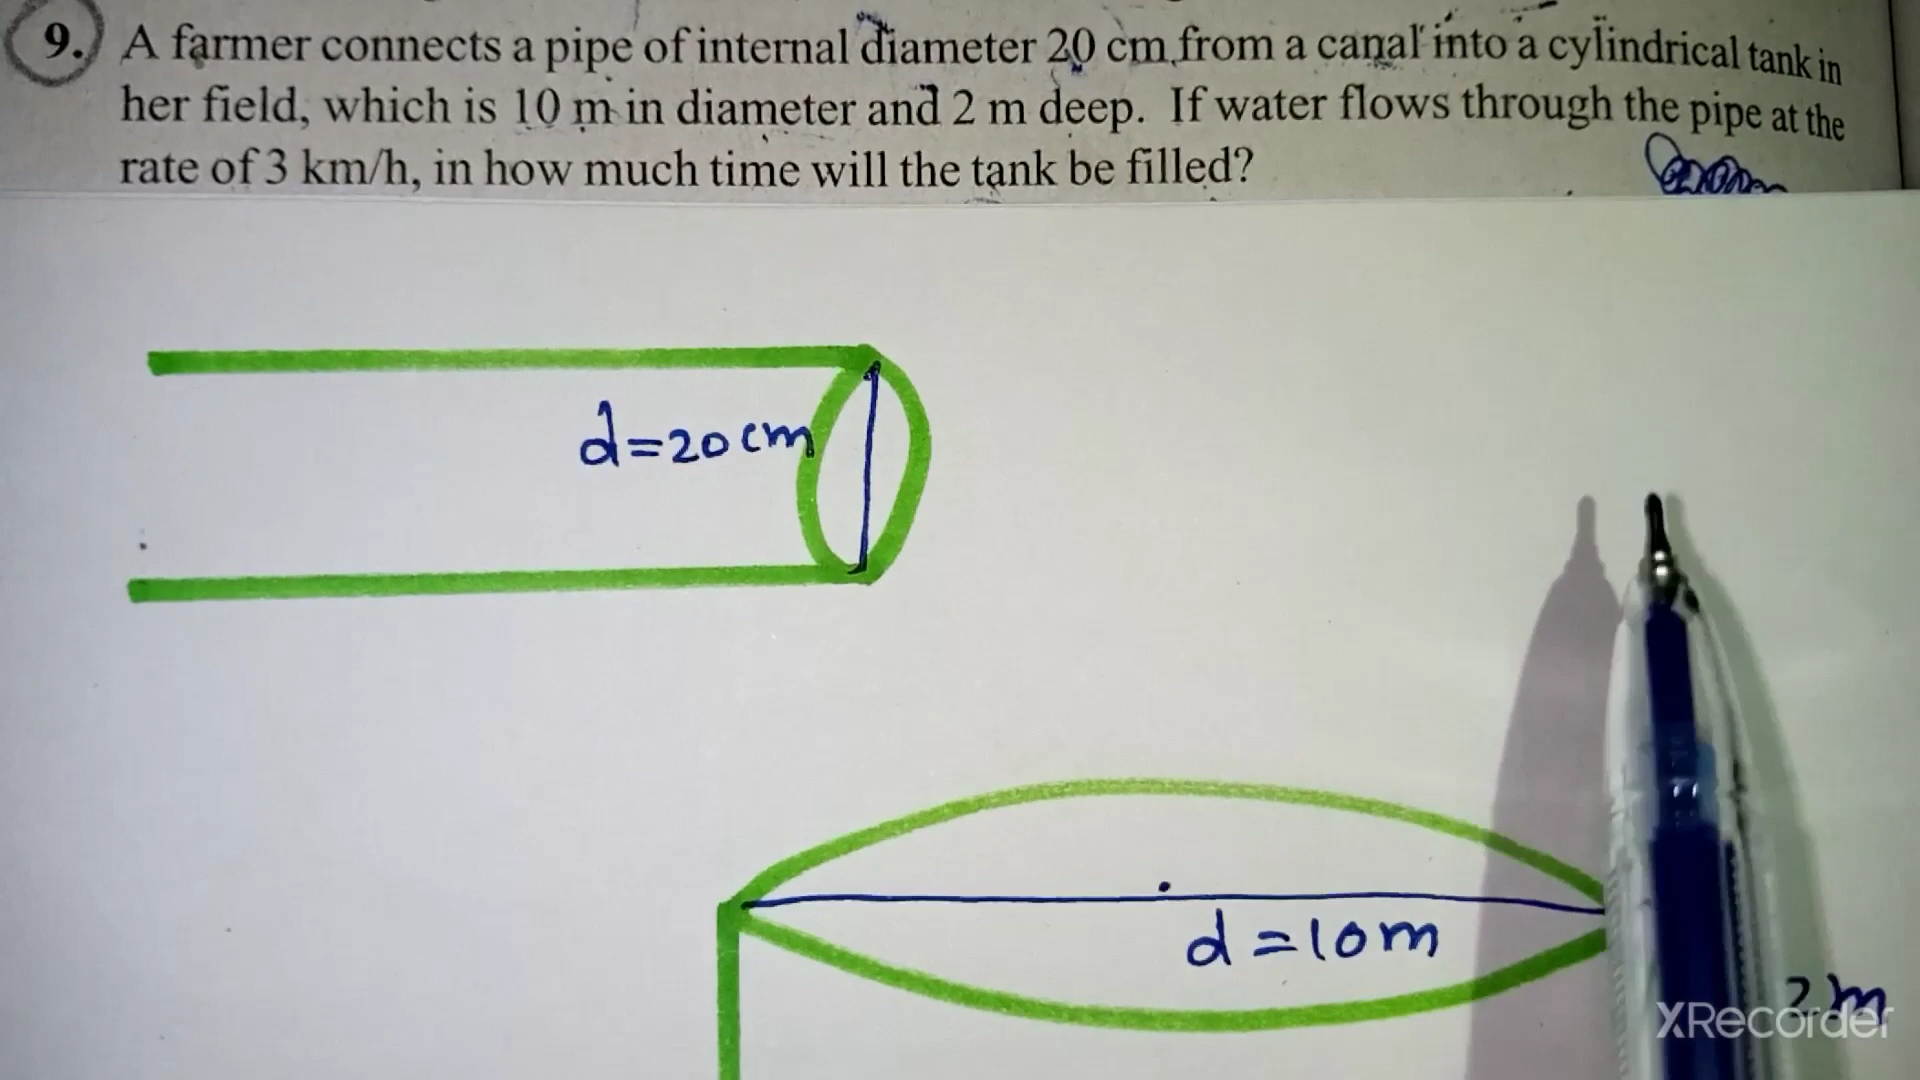 9. A farmer connects a pipe of internal diameter 20 cm from a canal into a cylindrical tank in
her field, which is 10 m in diameter and 2 m deep. If water flows through the pipe at the
rate of 3 km/h, in how much time will the tank be filled?
d=20cm
d=10m
2m
XRecorder